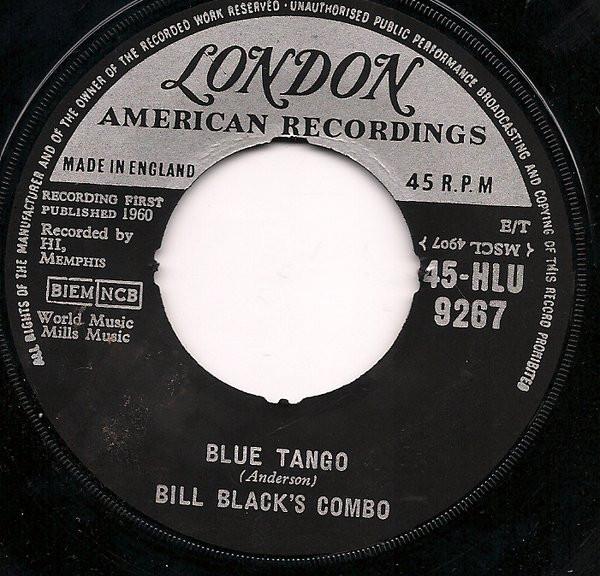 ALL RIGHTS OF THE MANUFACTURER AND OF THE OWNER OF THE RECORDED WORK RESERVED · UNAUTHORISED PUBLIC PERFORMANCE BROADCASTING AND COPYING OF THIS RECORD PROHIBITED
LONDON
AMERICAN RECORDINGS
MADE IN ENGLAND
45 R.P.M
RECORDING FIRST
PUBLISHED 1960
Recorded by
HI,
MEMPHIS
BIEM NCB
World Music
Mills Music
E/T
MSCL 4907
45-HLU
9267
BLUE TANGO
(Anderson)
BILL BLACK'S COMBO